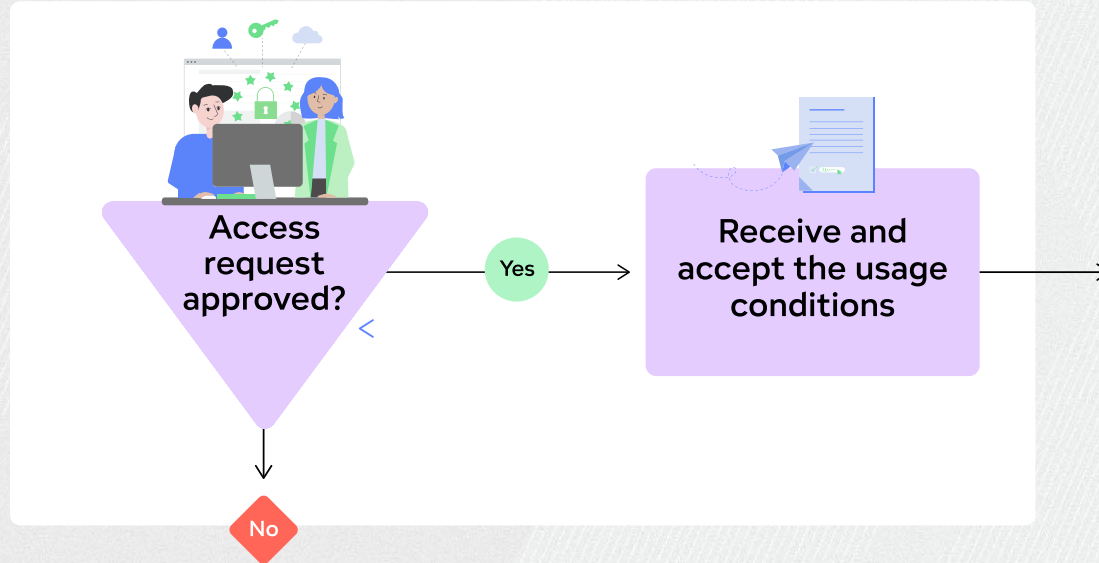 Access
request
approved?
Yes
Receive and
accept the usage
conditions
No